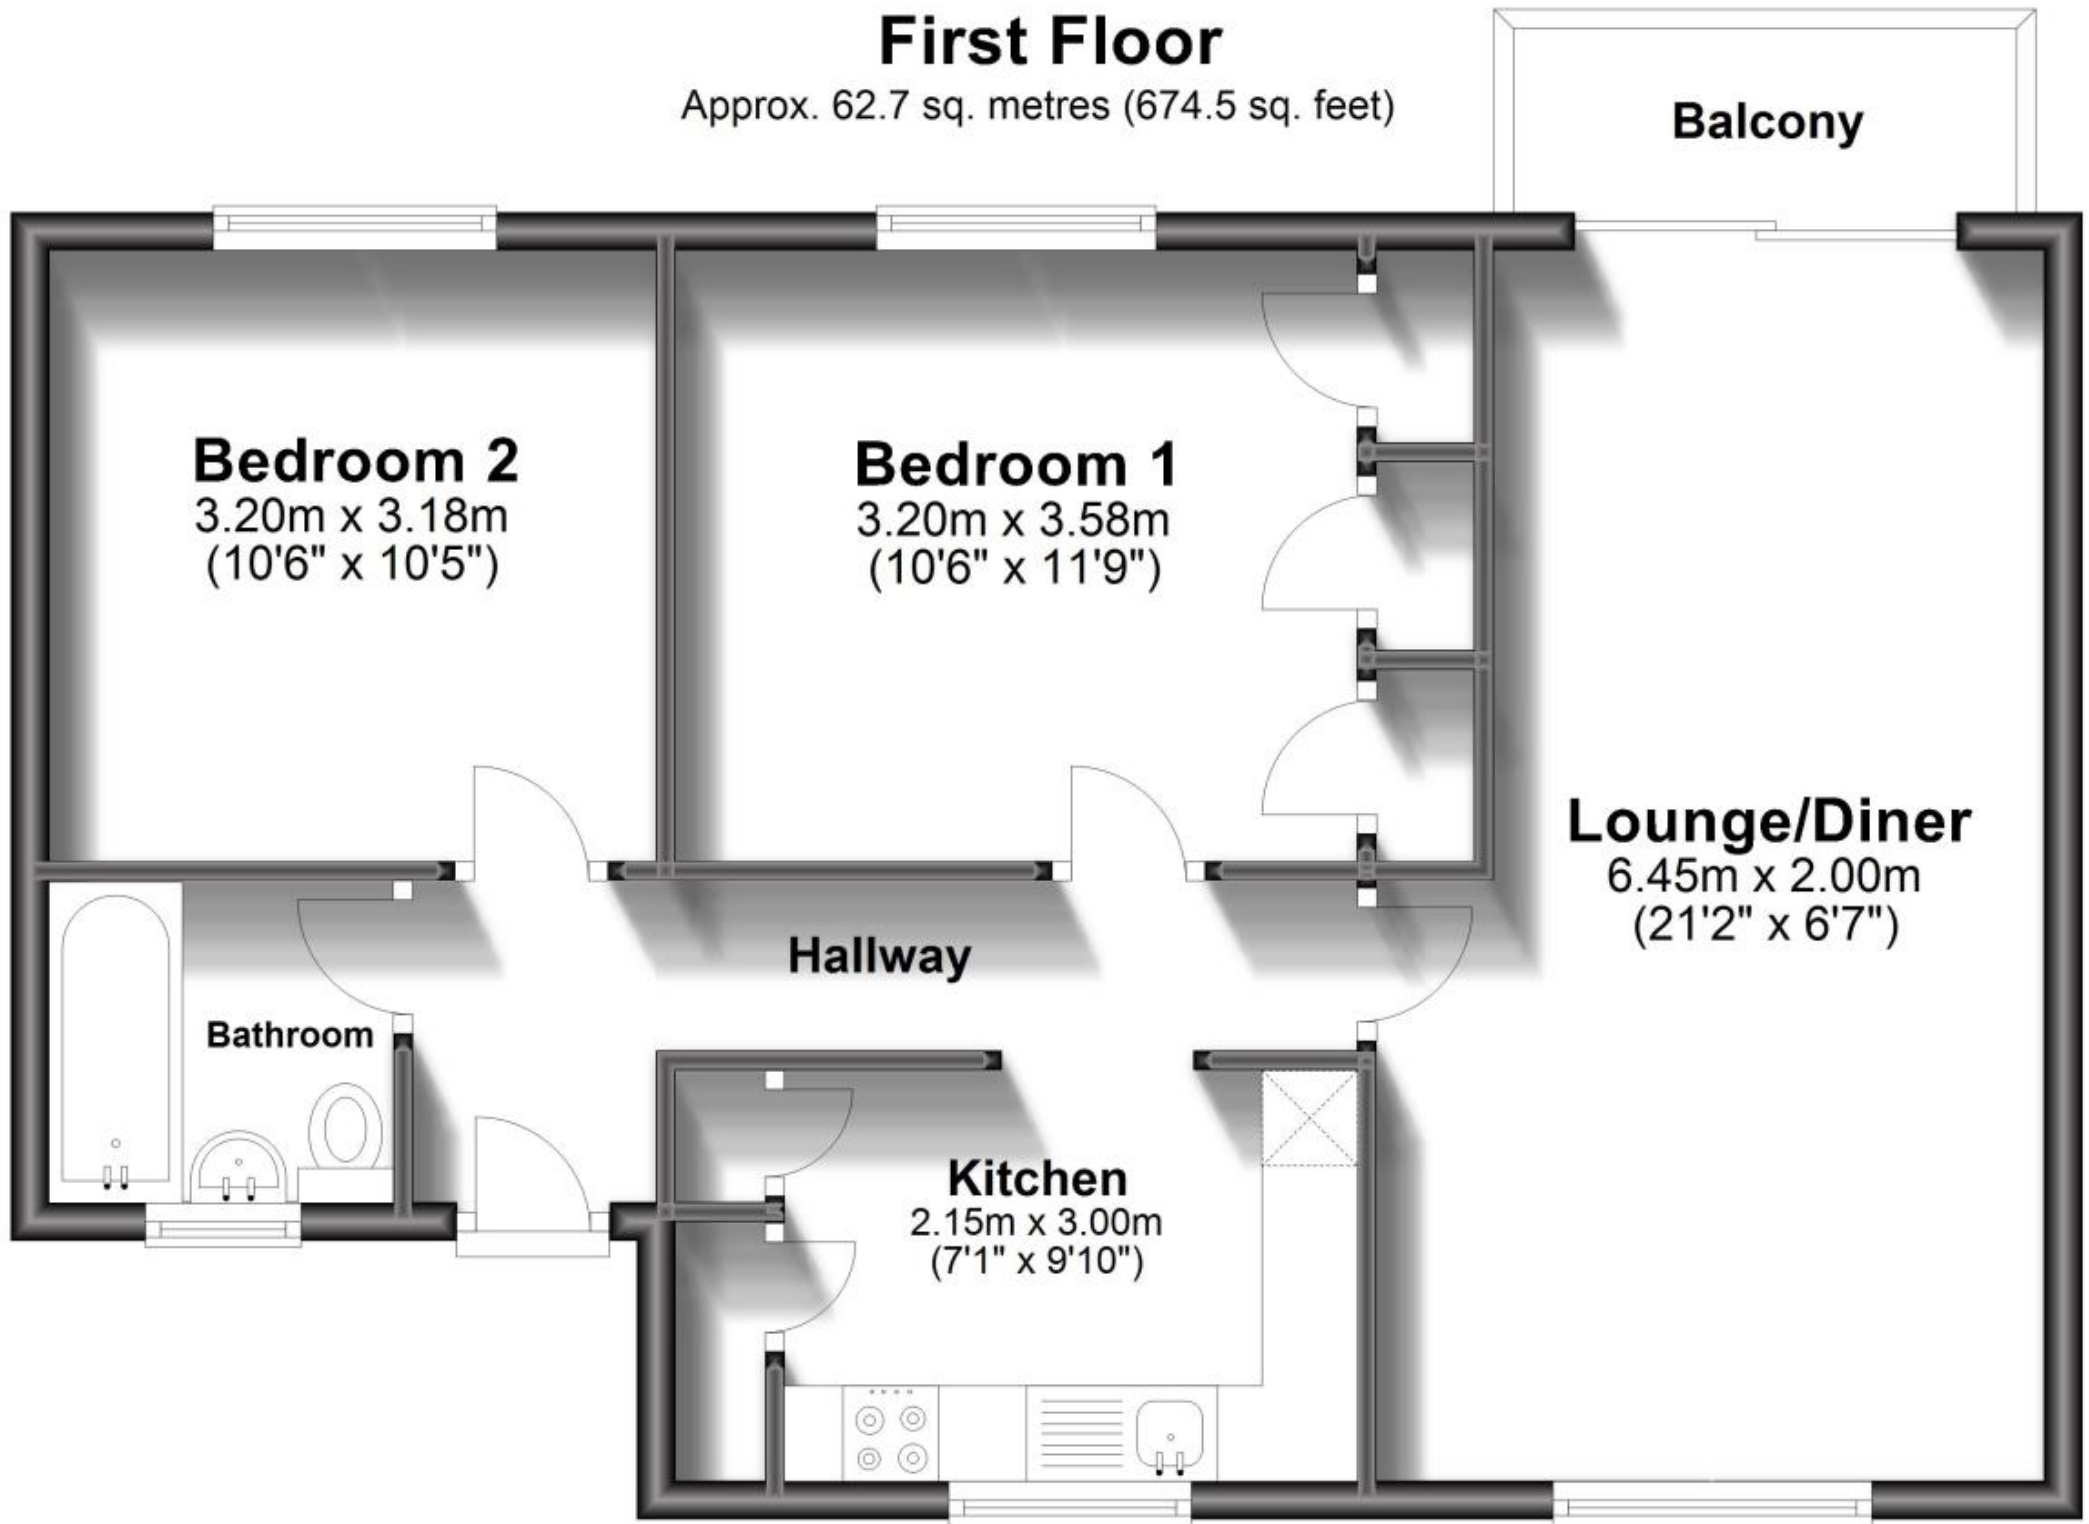 First Floor
Approx. 62.7 sq. metres (674.5 sq. feet)
Balcony
Bedroom 2
3.20m x 3.18m
(10'6" x 10'5")
Bedroom 1
3.20m x 3.58m
(10'6" x 11'9")
Lounge/Diner
6.45m x 2.00m
(21'2" x 6'7")
Hallway
Bathroom
Kitchen
2.15m x 3.00m
(7'1" x 9'10")